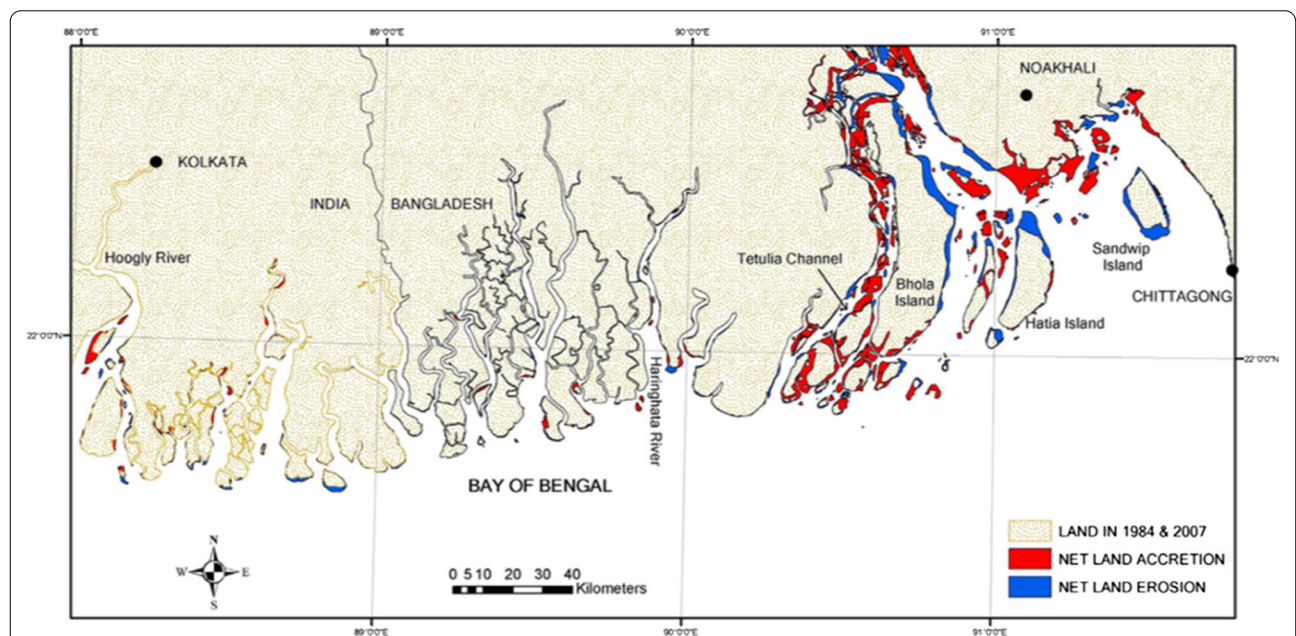 88°0'0"E 89°0'0"E 90°0'0"E 91°0'0"E
NOAKHALI
KOLKATA
INDIA BANGLADESH
Hoogly River
Tetulia Channel
Bhola
Island
Sandwip
Island
CHITTAGONG
Hatia Island
22°0'0"N
22°0'0"N
Haringhata River
BAY OF BENGAL
N
W E
S
0 5 10 20 30 40
Kilometers
LAND IN 1984 & 2007
NET LAND ACCRETION
NET LAND EROSION
89°0'0"E 90°0'0"E 91°0'0"E